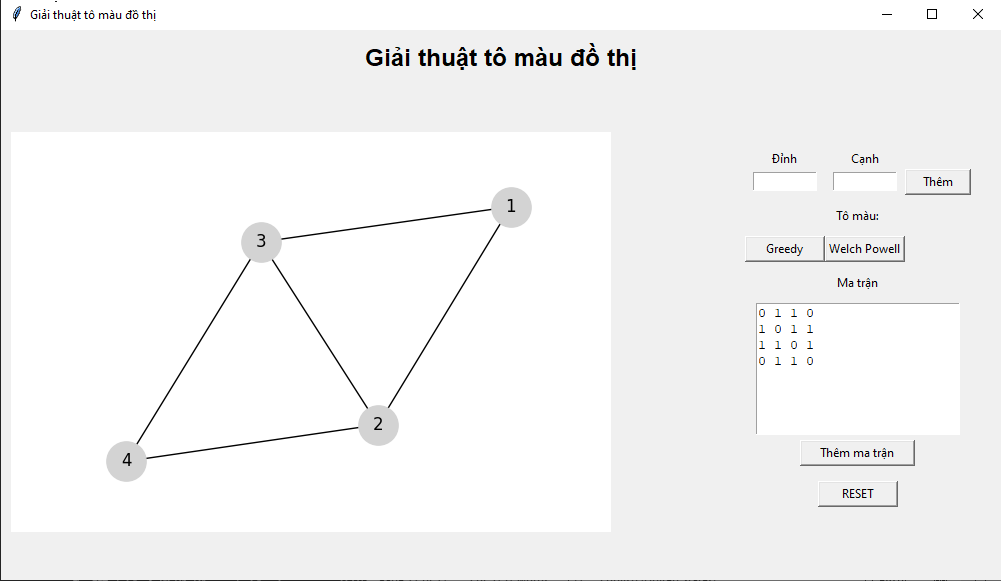 Giải thuật tô màu đồ thị
Giải thuật tô màu đồ thị
1
3
2
4
Đỉnh Cạnh
Thêm
Tô màu:
Greedy Welch Powell
Ma trận
0 1 1 0
1 0 1 1
1 1 0 1
0 1 1 0
Thêm ma trận
RESET